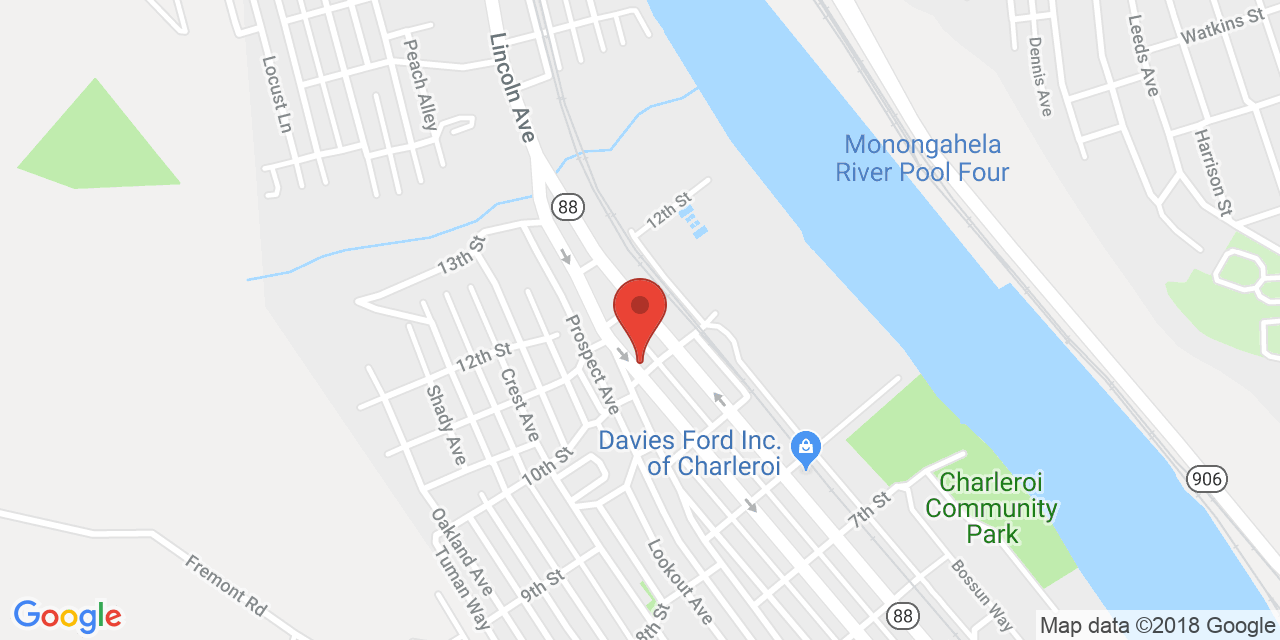 Watkins St
Leeds Ave
Dennis Ave
Harrison St
Lincoln Ave
Peach Alley
Locust Ln
Monongahela
River Pool Four
88
12th St
13th St
Prospect Ave
12th St
Crest Ave
Shady Ave
10th St
Davies Ford Inc.
of Charleroi
906
Charleroi
Community
Park
7th St
Oakland Ave
Tuman Way
Fremont Rd
9th St
Lookout Ave
8th St
Bossun Way
88
Google
Map data ©2018 Google